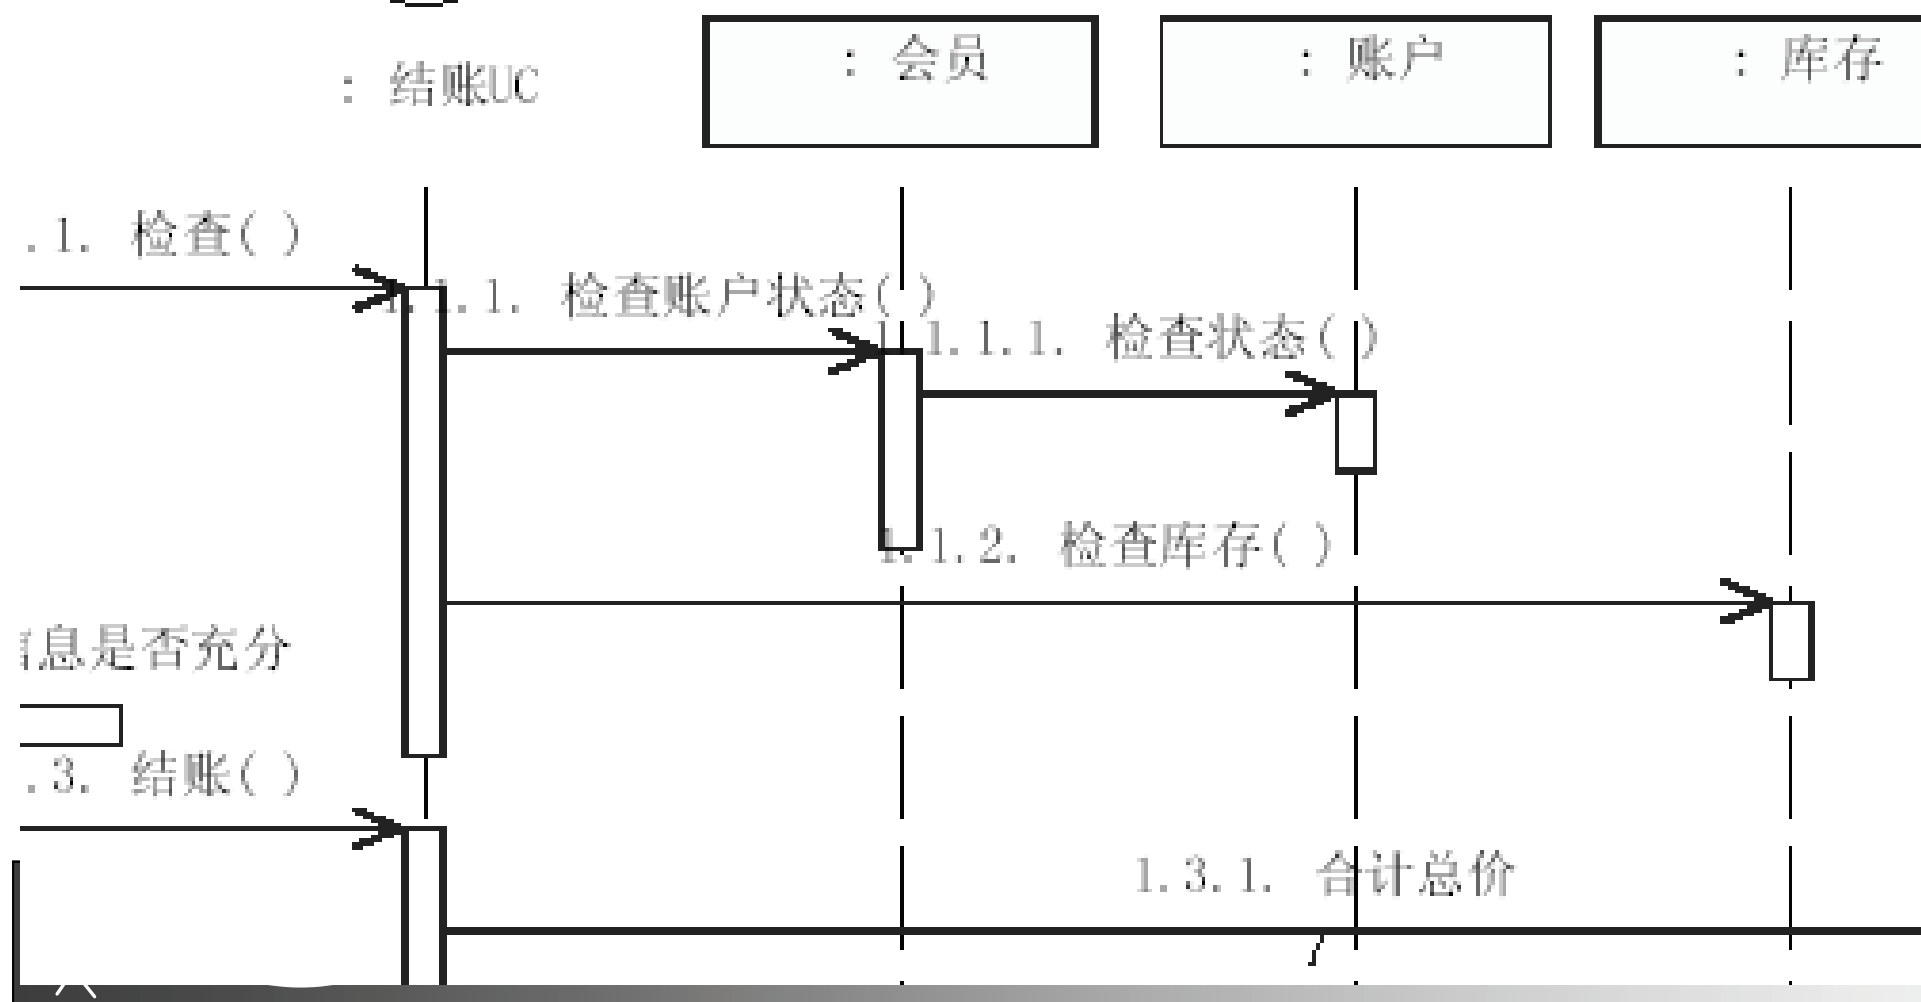 : 结账UC
: 会员
: 账户
: 库存
.1. 检查( )
1.1.1. 检查账户状态( )
1.1.1.1. 检查状态( )
1.1.2. 检查库存( )
息是否充分
.3. 结账( )
1.3.1. 合计总价